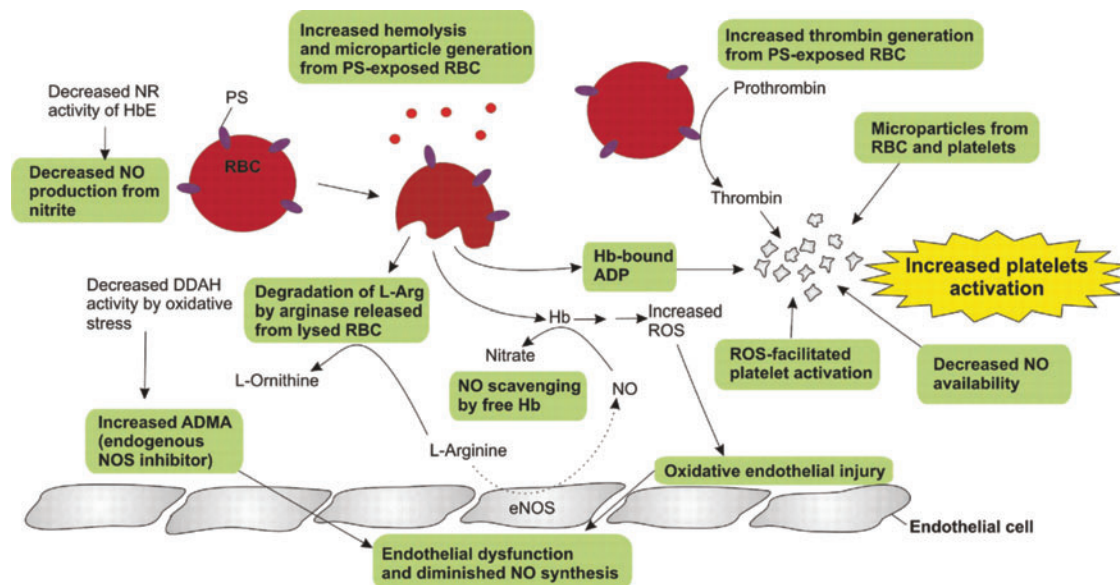 Increased hemolysis
and microparticle generation
from PS-exposed RBC
Increased thrombin generation
from PS-exposed RBC
Decreased NR
activity of HbE
PS
Prothrombin
Microparticles from
RBC and platelets
RBC
Decreased NO
production from
nitrite
Thrombin
Hb-bound
ADP
Increased platelets
activation
Decreased DDAH
activity by oxidative
stress
Degradation of L-Arg
by arginase released
from lysed RBC
Hb
Increased
ROS
Nitrate
L-Ornithine
NO scavenging
by free Hb
NO
ROS-facilitated
platelet activation
Decreased NO
availability
Increased ADMA
(endogenous
NOS inhibitor)
L-Arginine
Oxidative endothelial injury
eNOS
Endothelial cell
Endothelial dysfunction
and diminished NO synthesis